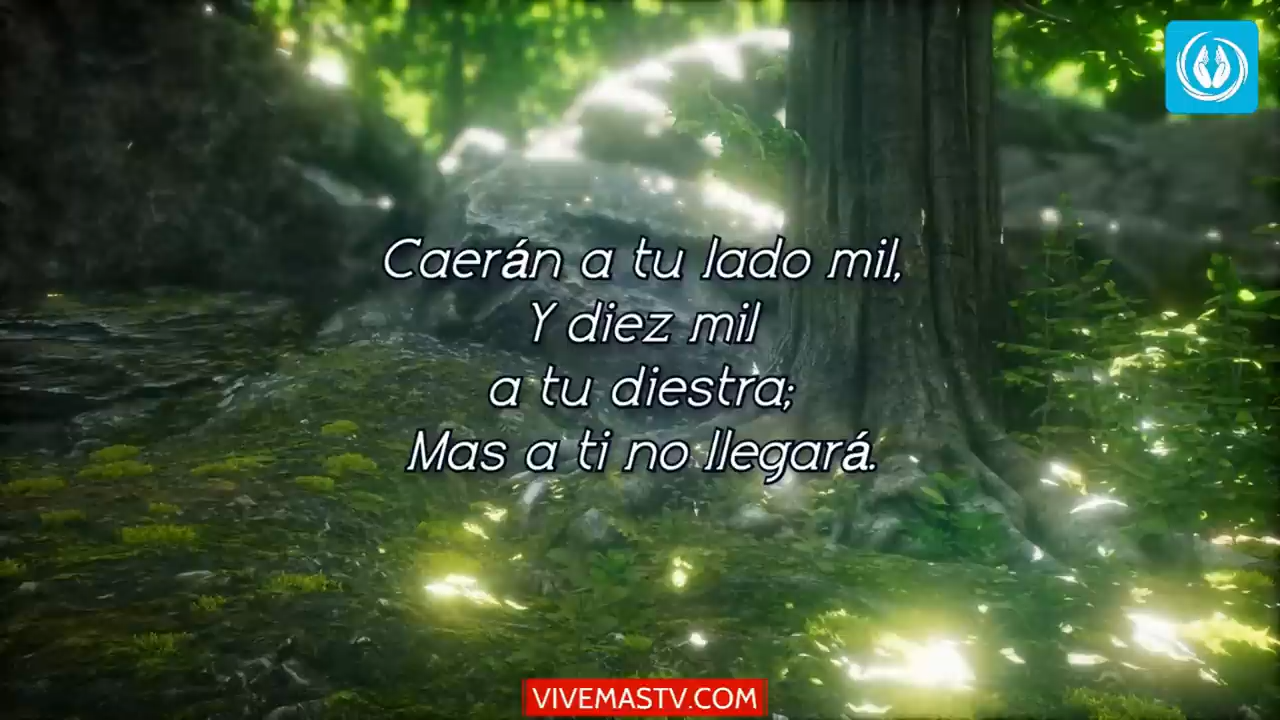 Caerán a tu lado mil,
Y diez mil
a tu diestra;
Mas a ti no llegará.
VIVEMASTV.COM